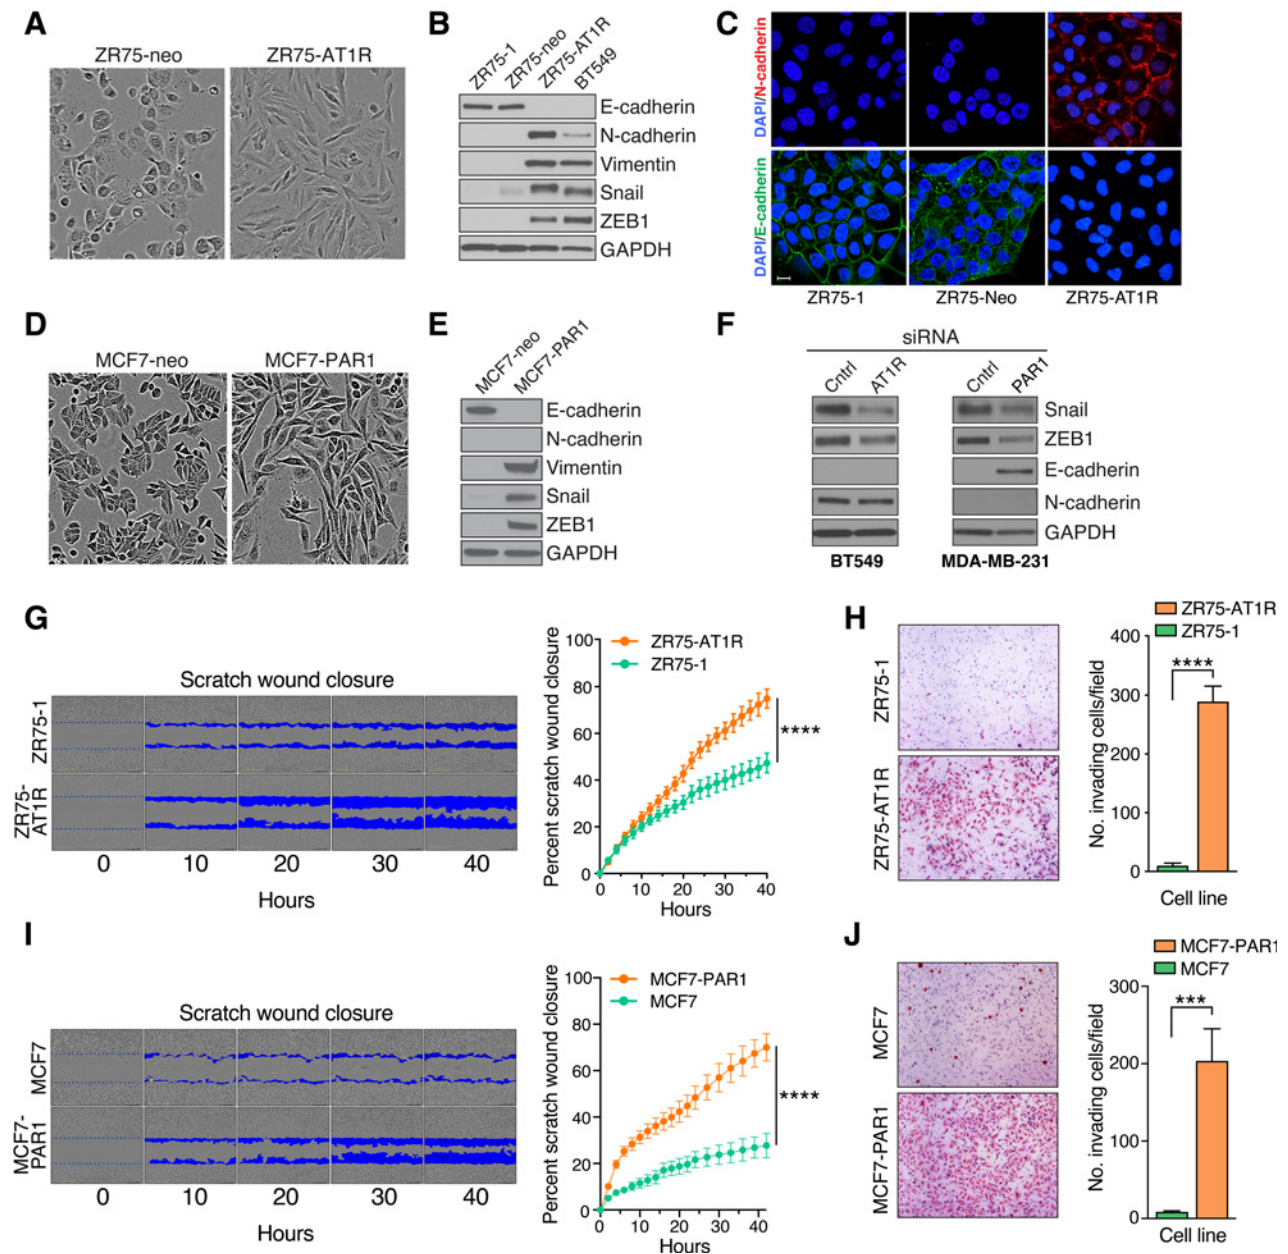 A
ZR75-neo
ZR75-AT1R
B
ZR75-1
ZR75-neo
ZR75-AT1R
BT549
E-cadherin
N-cadherin
Vimentin
Snail
ZEB1
GAPDH
C
DAPI/N-cadherin
DAPI/E-cadherin
ZR75-1
ZR75-Neo
ZR75-AT1R
D
MCF7-neo
MCF7-PAR1
E
MCF7-neo
MCF7-PAR1
E-cadherin
N-cadherin
Vimentin
Snail
ZEB1
GAPDH
F
siRNA
Cntrl
AT1R
Cntrl
PAR1
Snail
ZEB1
E-cadherin
N-cadherin
GAPDH
BT549
MDA-MB-231
G
Scratch wound closure
ZR75-1
ZR75-
AT1R
0 10 20 30 40
Hours
ZR75-AT1R
ZR75-1
Percent scratch wound closure
100
80
60
40
20
0
0 10 20 30 40
Hours
****
H
ZR75-1
ZR75-AT1R
ZR75-AT1R
ZR75-1
No. invading cells/field
400
300
200
100
0
****
Cell line
I
Scratch wound closure
MCF7
MCF7-
PAR1
0 10 20 30 40
Hours
MCF7-PAR1
MCF7
Percent scratch wound closure
100
80
60
40
20
0
0 10 20 30 40
Hours
****
J
MCF7
MCF7-PAR1
MCF7-PAR1
MCF7
No. invading cells/field
300
200
100
0
***
Cell line